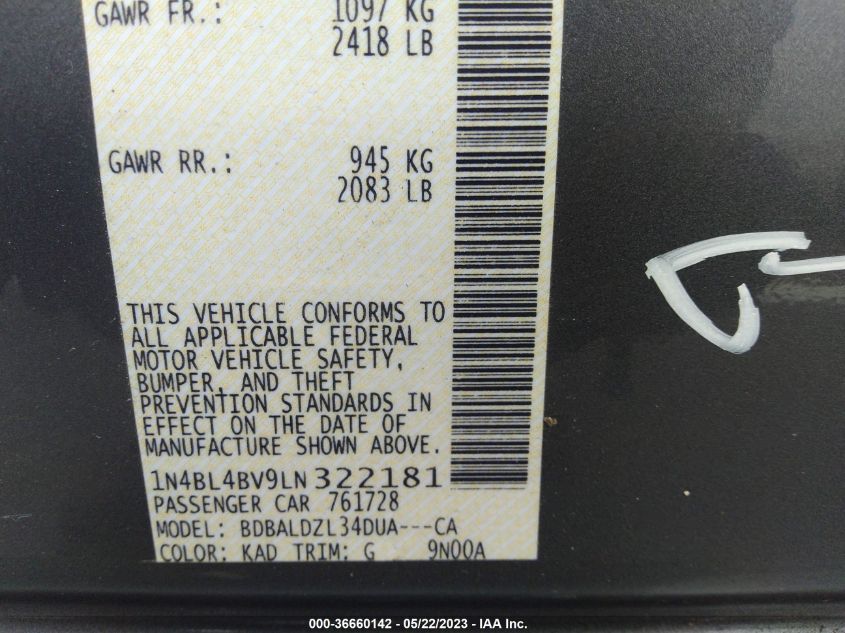 GAWR FR.: 1097 KG
2418 LB
GAWR RR.: 945 KG
2083 LB
THIS VEHICLE CONFORMS TO
ALL APPLICABLE FEDERAL
MOTOR VEHICLE SAFETY,
BUMPER, AND THEFT
PREVENTION STANDARDS IN
EFFECT ON THE DATE OF
MANUFACTURE SHOWN ABOVE.
1N4BL4BV9LN322181
PASSENGER CAR 761728
MODEL: BDBALDZL34DUA---CA
COLOR: KAD TRIM: G 9N00A
000-36660142 - 05/22/2023 - IAA Inc.